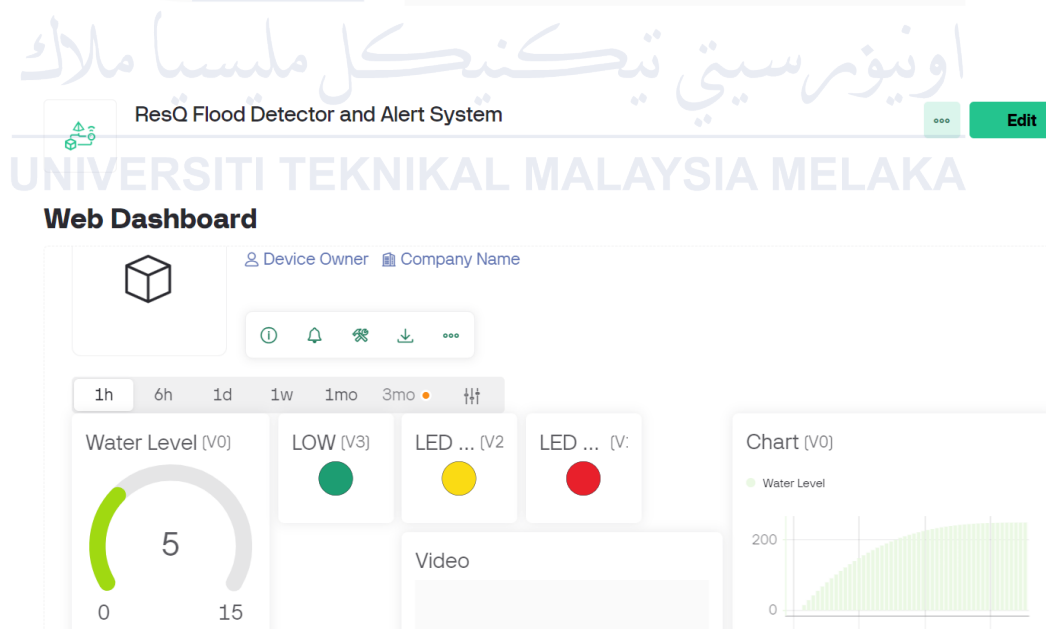 اونيۏرسيتي تيكنيكل مليسيا ملاك
ResQ Flood Detector and Alert System
Edit
UNIVERSITI TEKNIKAL MALAYSIA MELAKA
Web Dashboard
Device Owner Company Name
1h 6h 1d 1w 1mo 3mo
Water Level (V0)
5
0 15
LOW (V3)
LED ... (V2
LED ... (V:
Video
Chart (V0)
Water Level
200
0